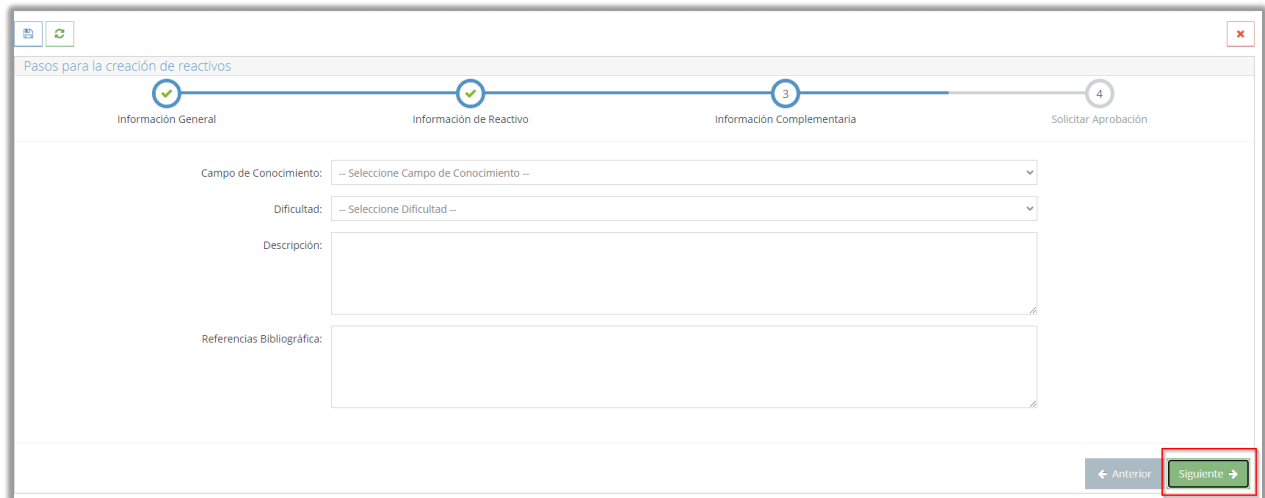 Pasos para la creación de reactivos
3
4
Información General
Información de Reactivo
Información Complementaria
Solicitar Aprobación
Campo de Conocimiento:
-- Seleccione Campo de Conocimiento --
Dificultad:
-- Seleccione Dificultad --
Descripción:
Referencias Bibliográfica:
Anterior
Siguiente